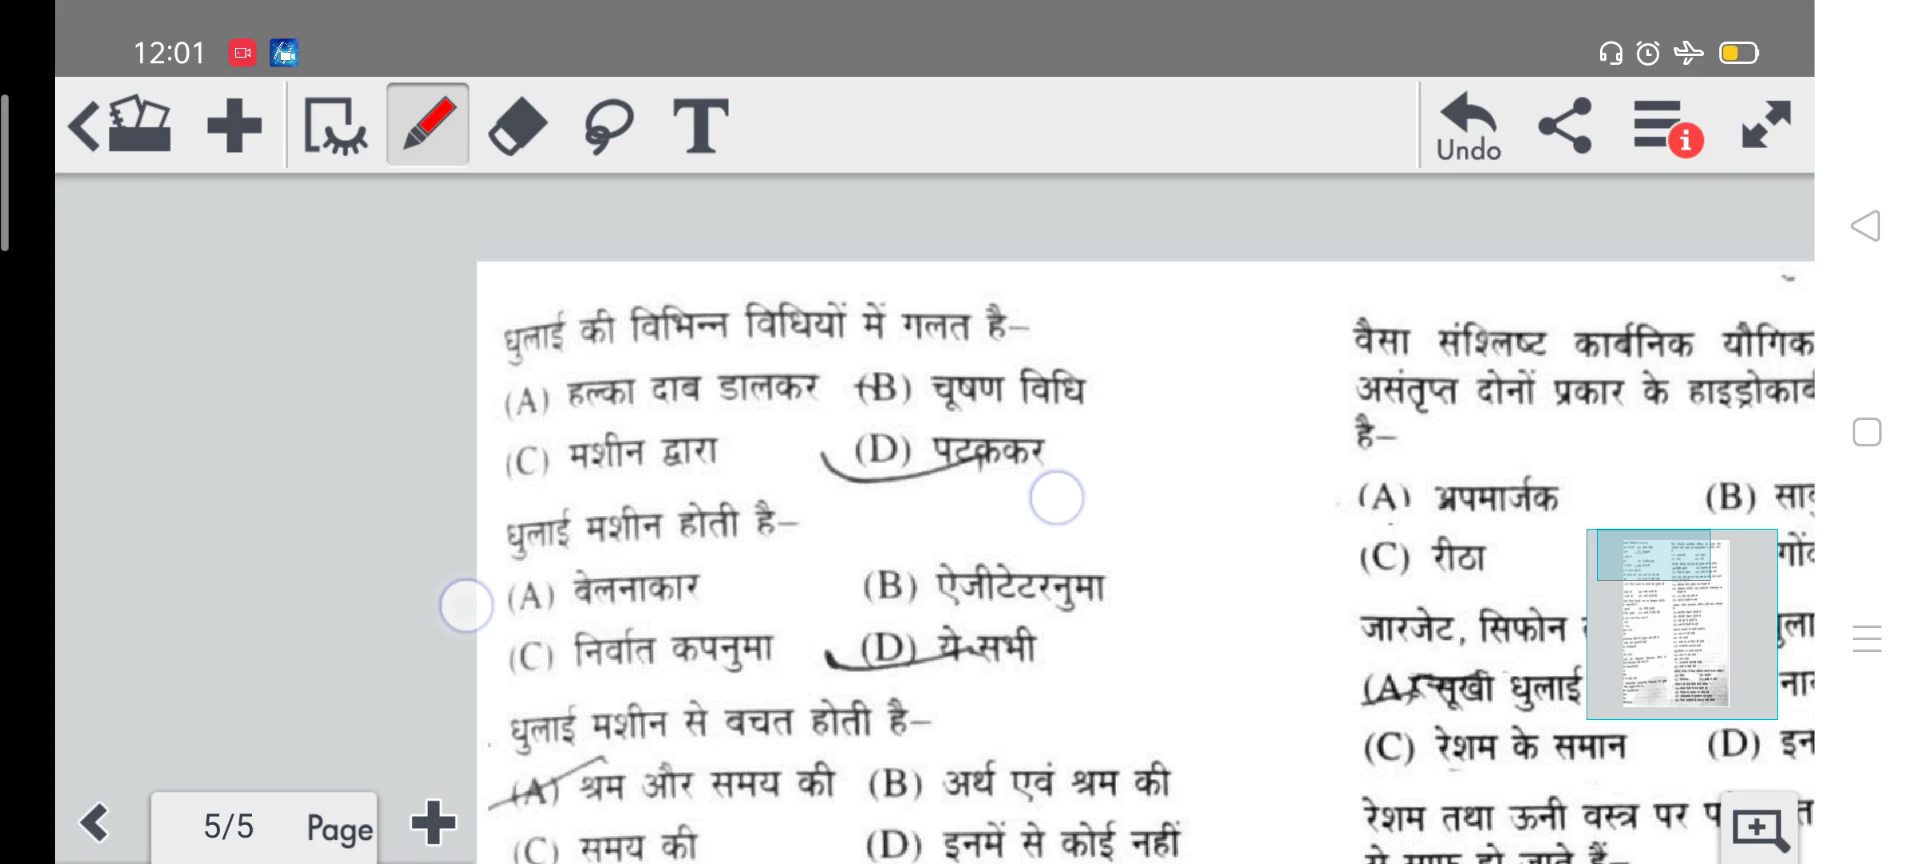 12:01
Undo
धुलाई की विभिन्न विधियों में गलत है–
(A) हल्का दाब डालकर (B) चूषण विधि
(C) मशीन द्वारा (D) पटककर
धुलाई मशीन होती है–
(A) बेलनाकार (B) ऐजीटेटरनुमा
(C) निर्वात कपनुमा (D) ये सभी
धुलाई मशीन से बचत होती है–
(A) श्रम और समय की (B) अर्थ एवं श्रम की
(C) समय की (D) इनमें से कोई नहीं
वैसा संश्लिष्ट कार्बनिक यौगिक
असंतृप्त दोनों प्रकार के
है–
(A) अपमार्जक (B)
(C) रीठा
जारजेट, सिफोन
(A) सूखी धुलाई
(C) रेशम के समान (D)
रेशम तथा ऊनी वस्त्र पर
5/5 Page